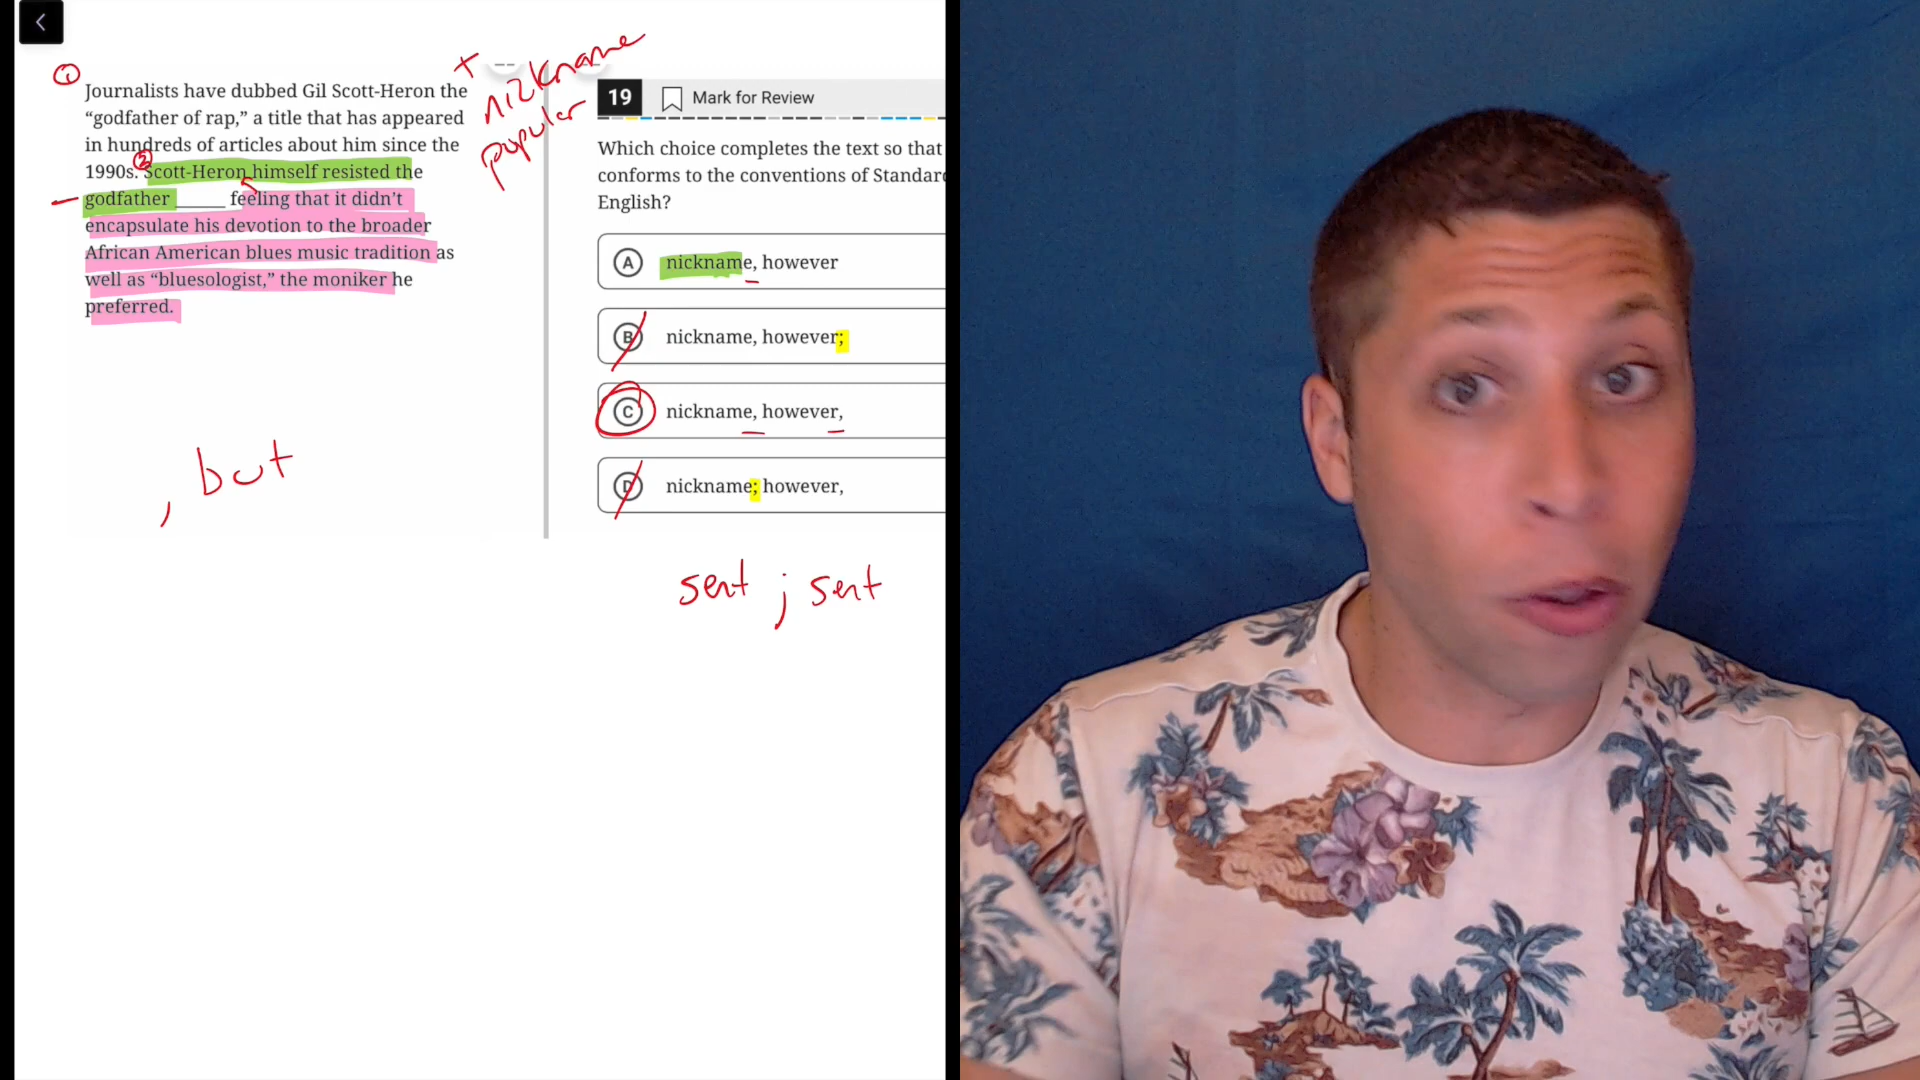 ①
Journalists have dubbed Gil Scott-Heron the
“godfather of rap,” a title that has appeared
in hundreds of articles about him since the
1990s. Scott-Heron himself resisted the
②
godfather ______ feeling that it didn’t
encapsulate his devotion to the broader
African American blues music tradition as
well as “bluesologist,” the moniker he
preferred.
+
nickname
popular
−
, but
19 Mark for Review
Which choice completes the text so that
conforms to the conventions of Standar
English?
A nickname, however
B nickname, however;
C nickname, however,
D nickname; however,
sent ; sent